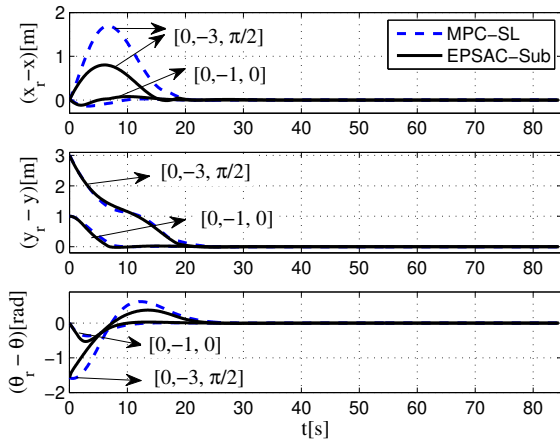 2
1
0
(x_r-x)[m]
[0,-3, π/2]
[0,-1, 0]
MPC-SL
EPSAC-Sub
0 10 20 30 40 50 60 70 80
3
2
1
0
(y_r - y)[m]
[0,-3, π/2]
[0,-1, 0]
0 10 20 30 40 50 60 70 80
0
-1
-2
(θ_r - θ)[rad]
[0,-1, 0]
[0,-3, π/2]
0 10 20 30 40 50 60 70 80
t[s]